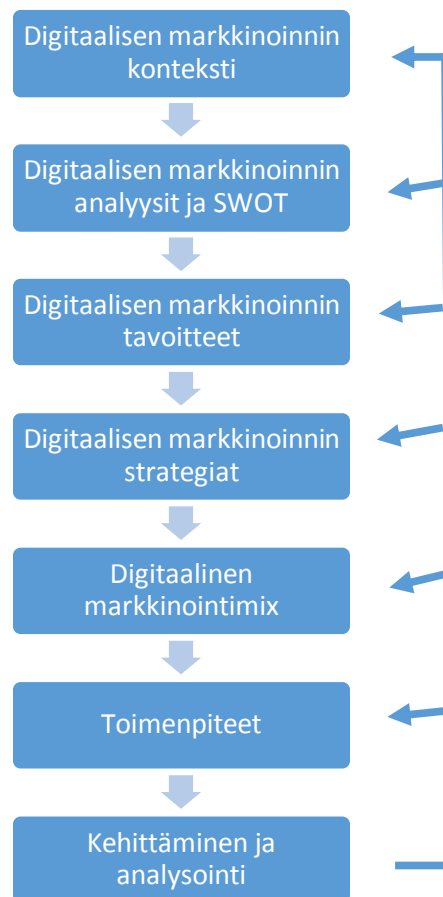 Digitaalisen markkinoinnin
konteksti
Digitaalisen markkinoinnin
analyysit ja SWOT
Digitaalisen markkinoinnin
tavoitteet
Digitaalisen markkinoinnin
strategiat
Digitaalinen
markkinointimix
Toimenpiteet
Kehittäminen ja
analysointi